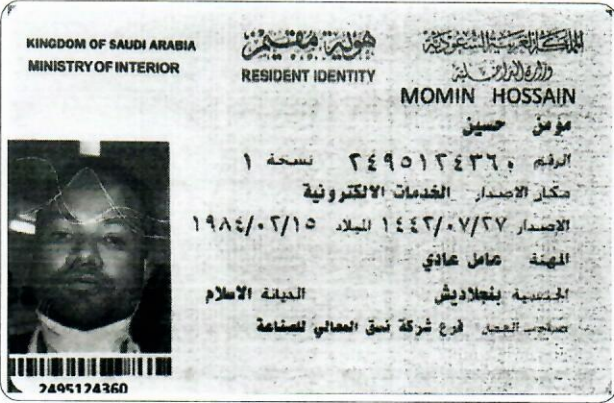 KINGDOM OF SAUDI ARABIA
MINISTRY OF INTERIOR
هوية مقيم
RESIDENT IDENTITY
المملكة العربية السعودية
وزارة الداخلية
MOMIN HOSSAIN
مؤمن حسين
الرقم ٢٤٩٥١٢٤٣٦٠ نسخة ١
مكان الاصدار الخدمات الالكترونية
الاصدار ١٤٤٢/٠٧/٢٧ الميلاد ١٩٨٤/٠٢/١٥
المهنة عامل عادي
الجنسية بنجلاديش الديانة الاسلام
صاحب العمل فرع شركة نسق المعالي للصناعة
2495124360